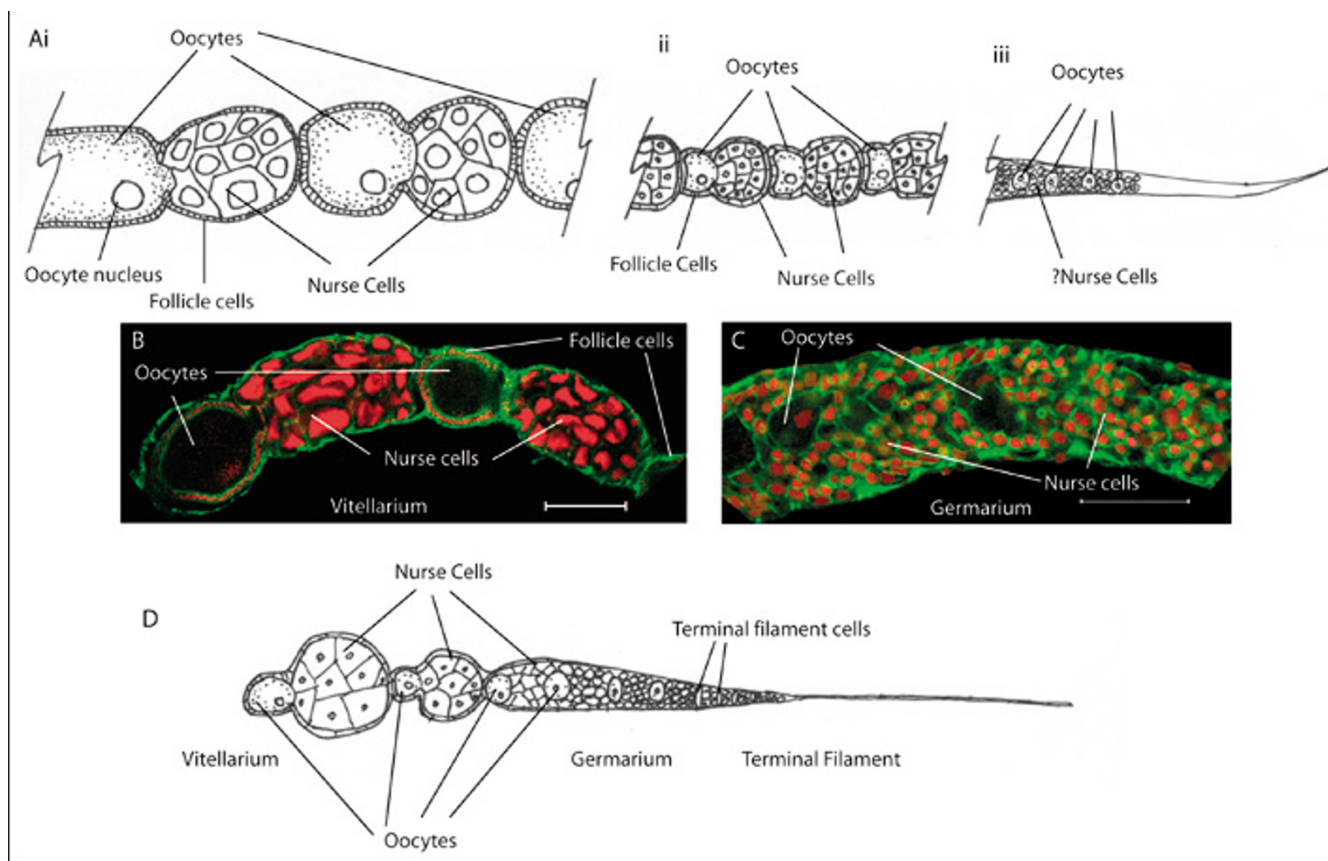 Ai
Oocytes
Oocyte nucleus
Follicle cells
Nurse Cells
ii
Oocytes
Follicle Cells
Nurse Cells
iii
Oocytes
?Nurse Cells
B
Oocytes
Follicle cells
Nurse cells
Vitellarium
C
Oocytes
Nurse cells
Germarium
D
Nurse Cells
Terminal filament cells
Vitellarium
Germarium
Terminal Filament
Oocytes